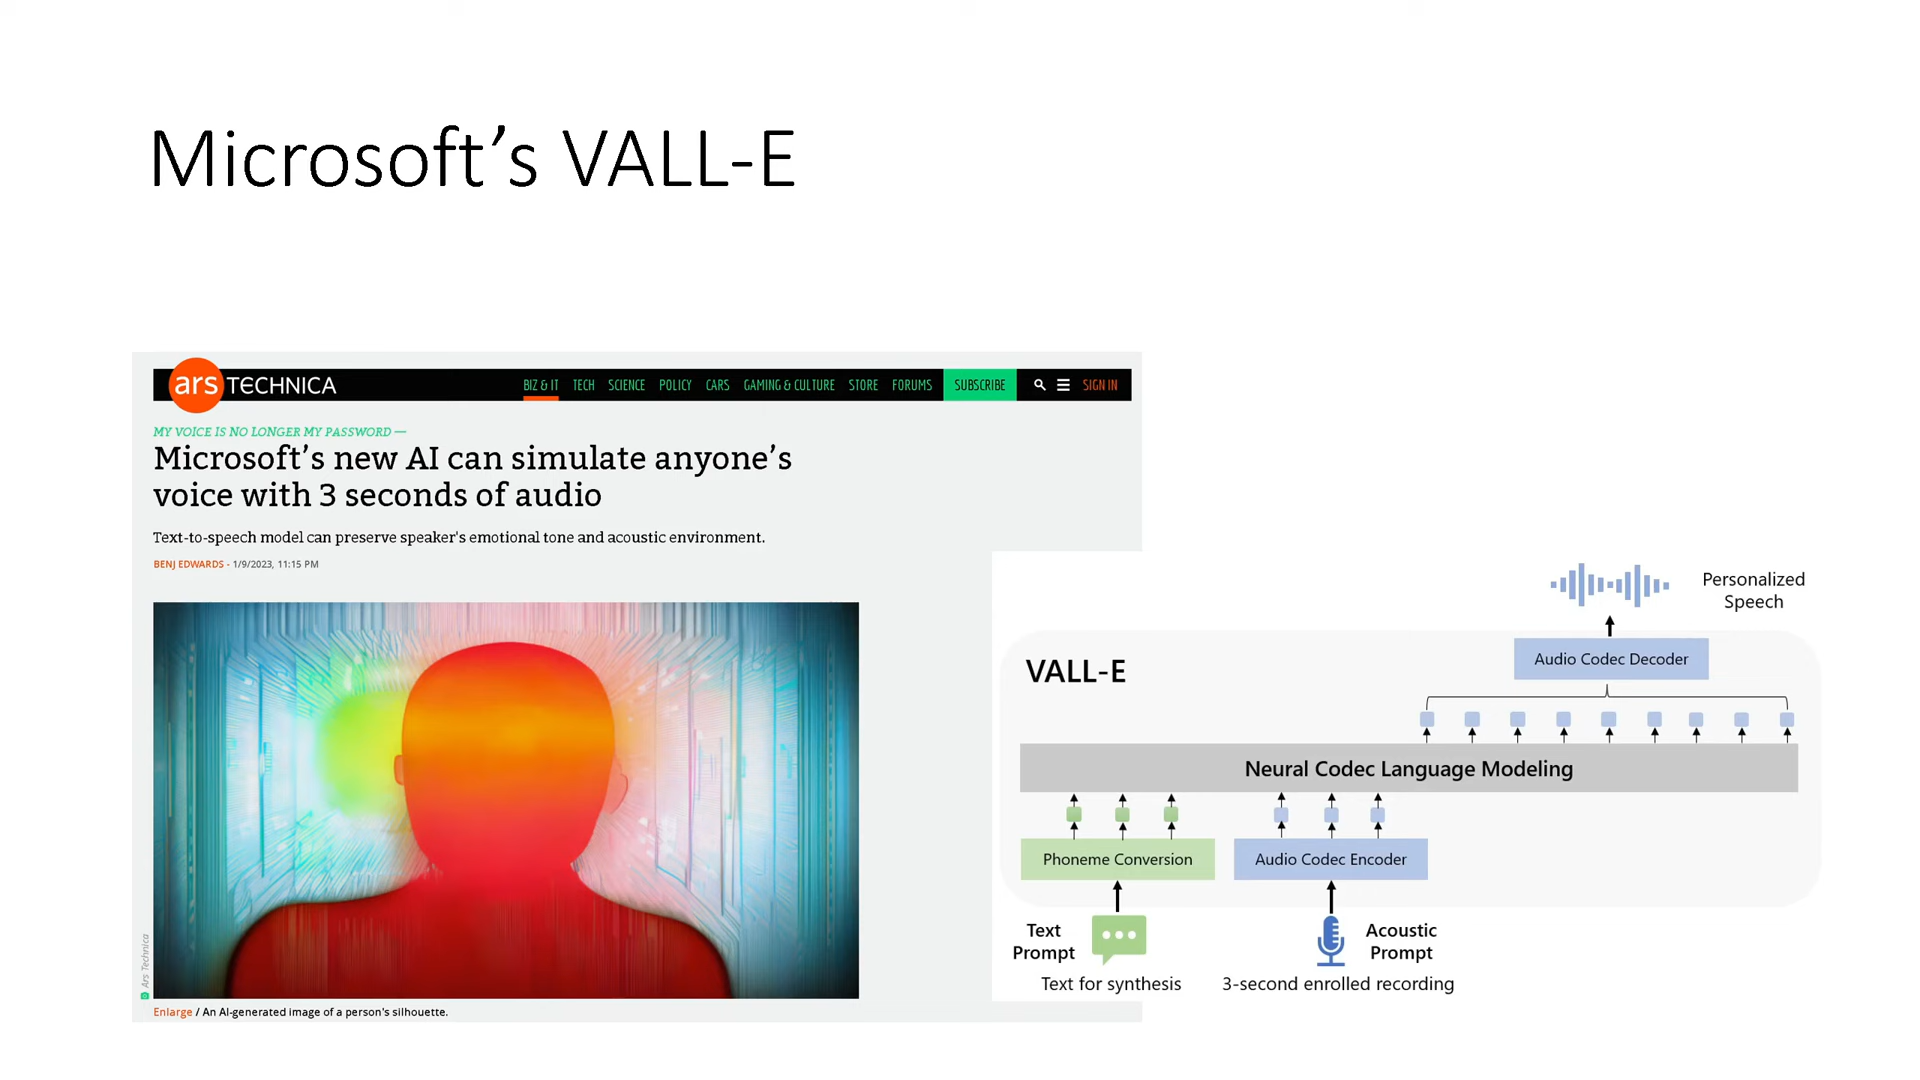 Microsoft’s VALL-E
ars TECHNICA
BIZ & IT TECH SCIENCE POLICY CARS GAMING & CULTURE STORE FORUMS SUBSCRIBE SIGN IN
MY VOICE IS NO LONGER MY PASSWORD —
Microsoft’s new AI can simulate anyone’s
voice with 3 seconds of audio
Text-to-speech model can preserve speaker's emotional tone and acoustic environment.
BENJ EDWARDS - 1/9/2023, 11:15 PM
Ars Technica
Enlarge / An AI-generated image of a person's silhouette.
Personalized
Speech
Audio Codec Decoder
VALL-E
Neural Codec Language Modeling
Phoneme Conversion
Audio Codec Encoder
Text
Prompt
Acoustic
Prompt
Text for synthesis
3-second enrolled recording